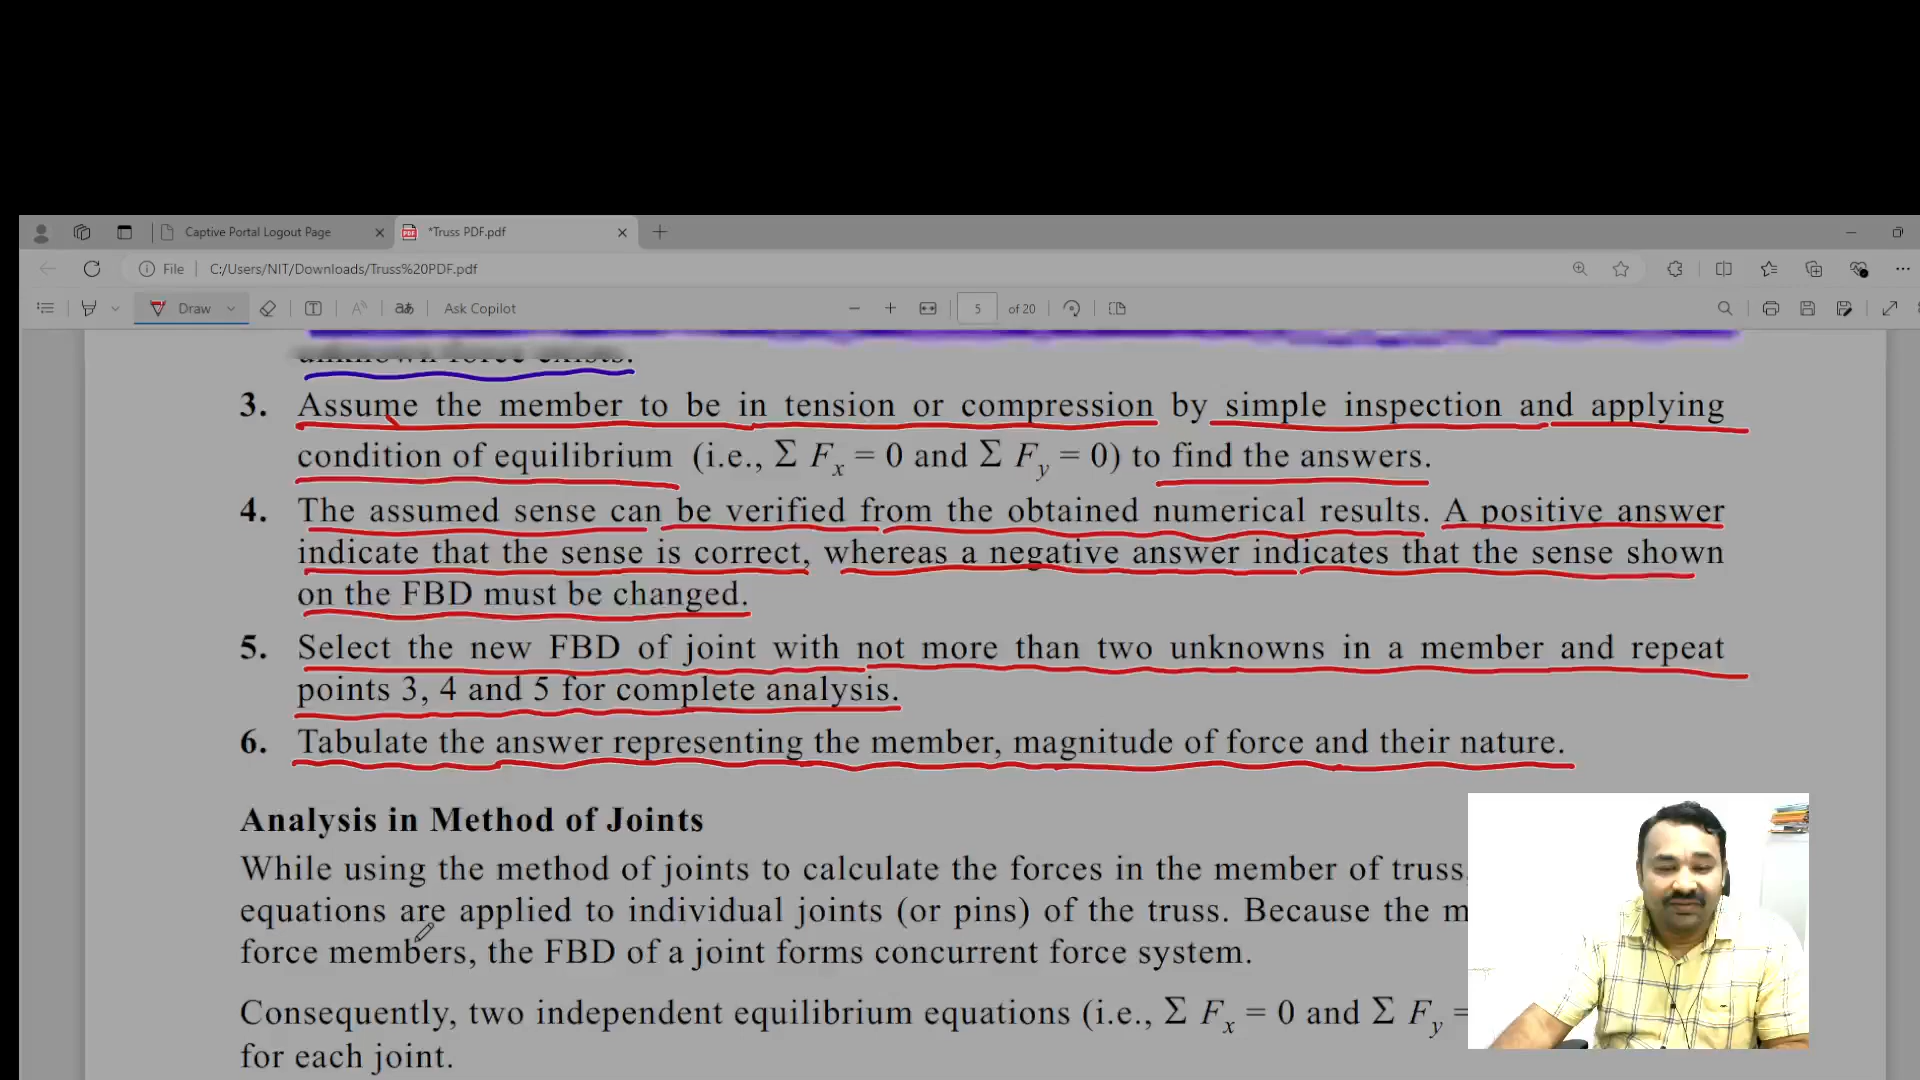 Captive Portal Logout Page
*Truss PDF.pdf
File C:/Users/NIT/Downloads/Truss%20PDF.pdf
Draw Ask Copilot 5 of 20
unknown force exists.
3. Assume the member to be in tension or compression by simple inspection and applying
condition of equilibrium (i.e., Σ Fx = 0 and Σ Fy = 0) to find the answers.
4. The assumed sense can be verified from the obtained numerical results. A positive answer
indicate that the sense is correct, whereas a negative answer indicates that the sense shown
on the FBD must be changed.
5. Select the new FBD of joint with not more than two unknowns in a member and repeat
points 3, 4 and 5 for complete analysis.
6. Tabulate the answer representing the member, magnitude of force and their nature.
Analysis in Method of Joints
While using the method of joints to calculate the forces in the member of truss,
equations are applied to individual joints (or pins) of the truss. Because the m
force members, the FBD of a joint forms concurrent force system.
Consequently, two independent equilibrium equations (i.e., Σ Fx = 0 and Σ Fy =
for each joint.